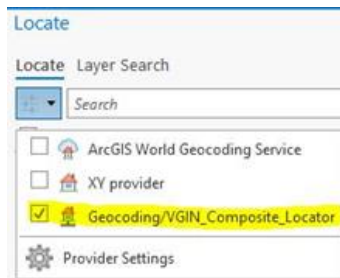 Locate
Locate Layer Search
Search
ArcGIS World Geocoding Service
XY provider
Geocoding/VGIN_Composite_Locator
Provider Settings